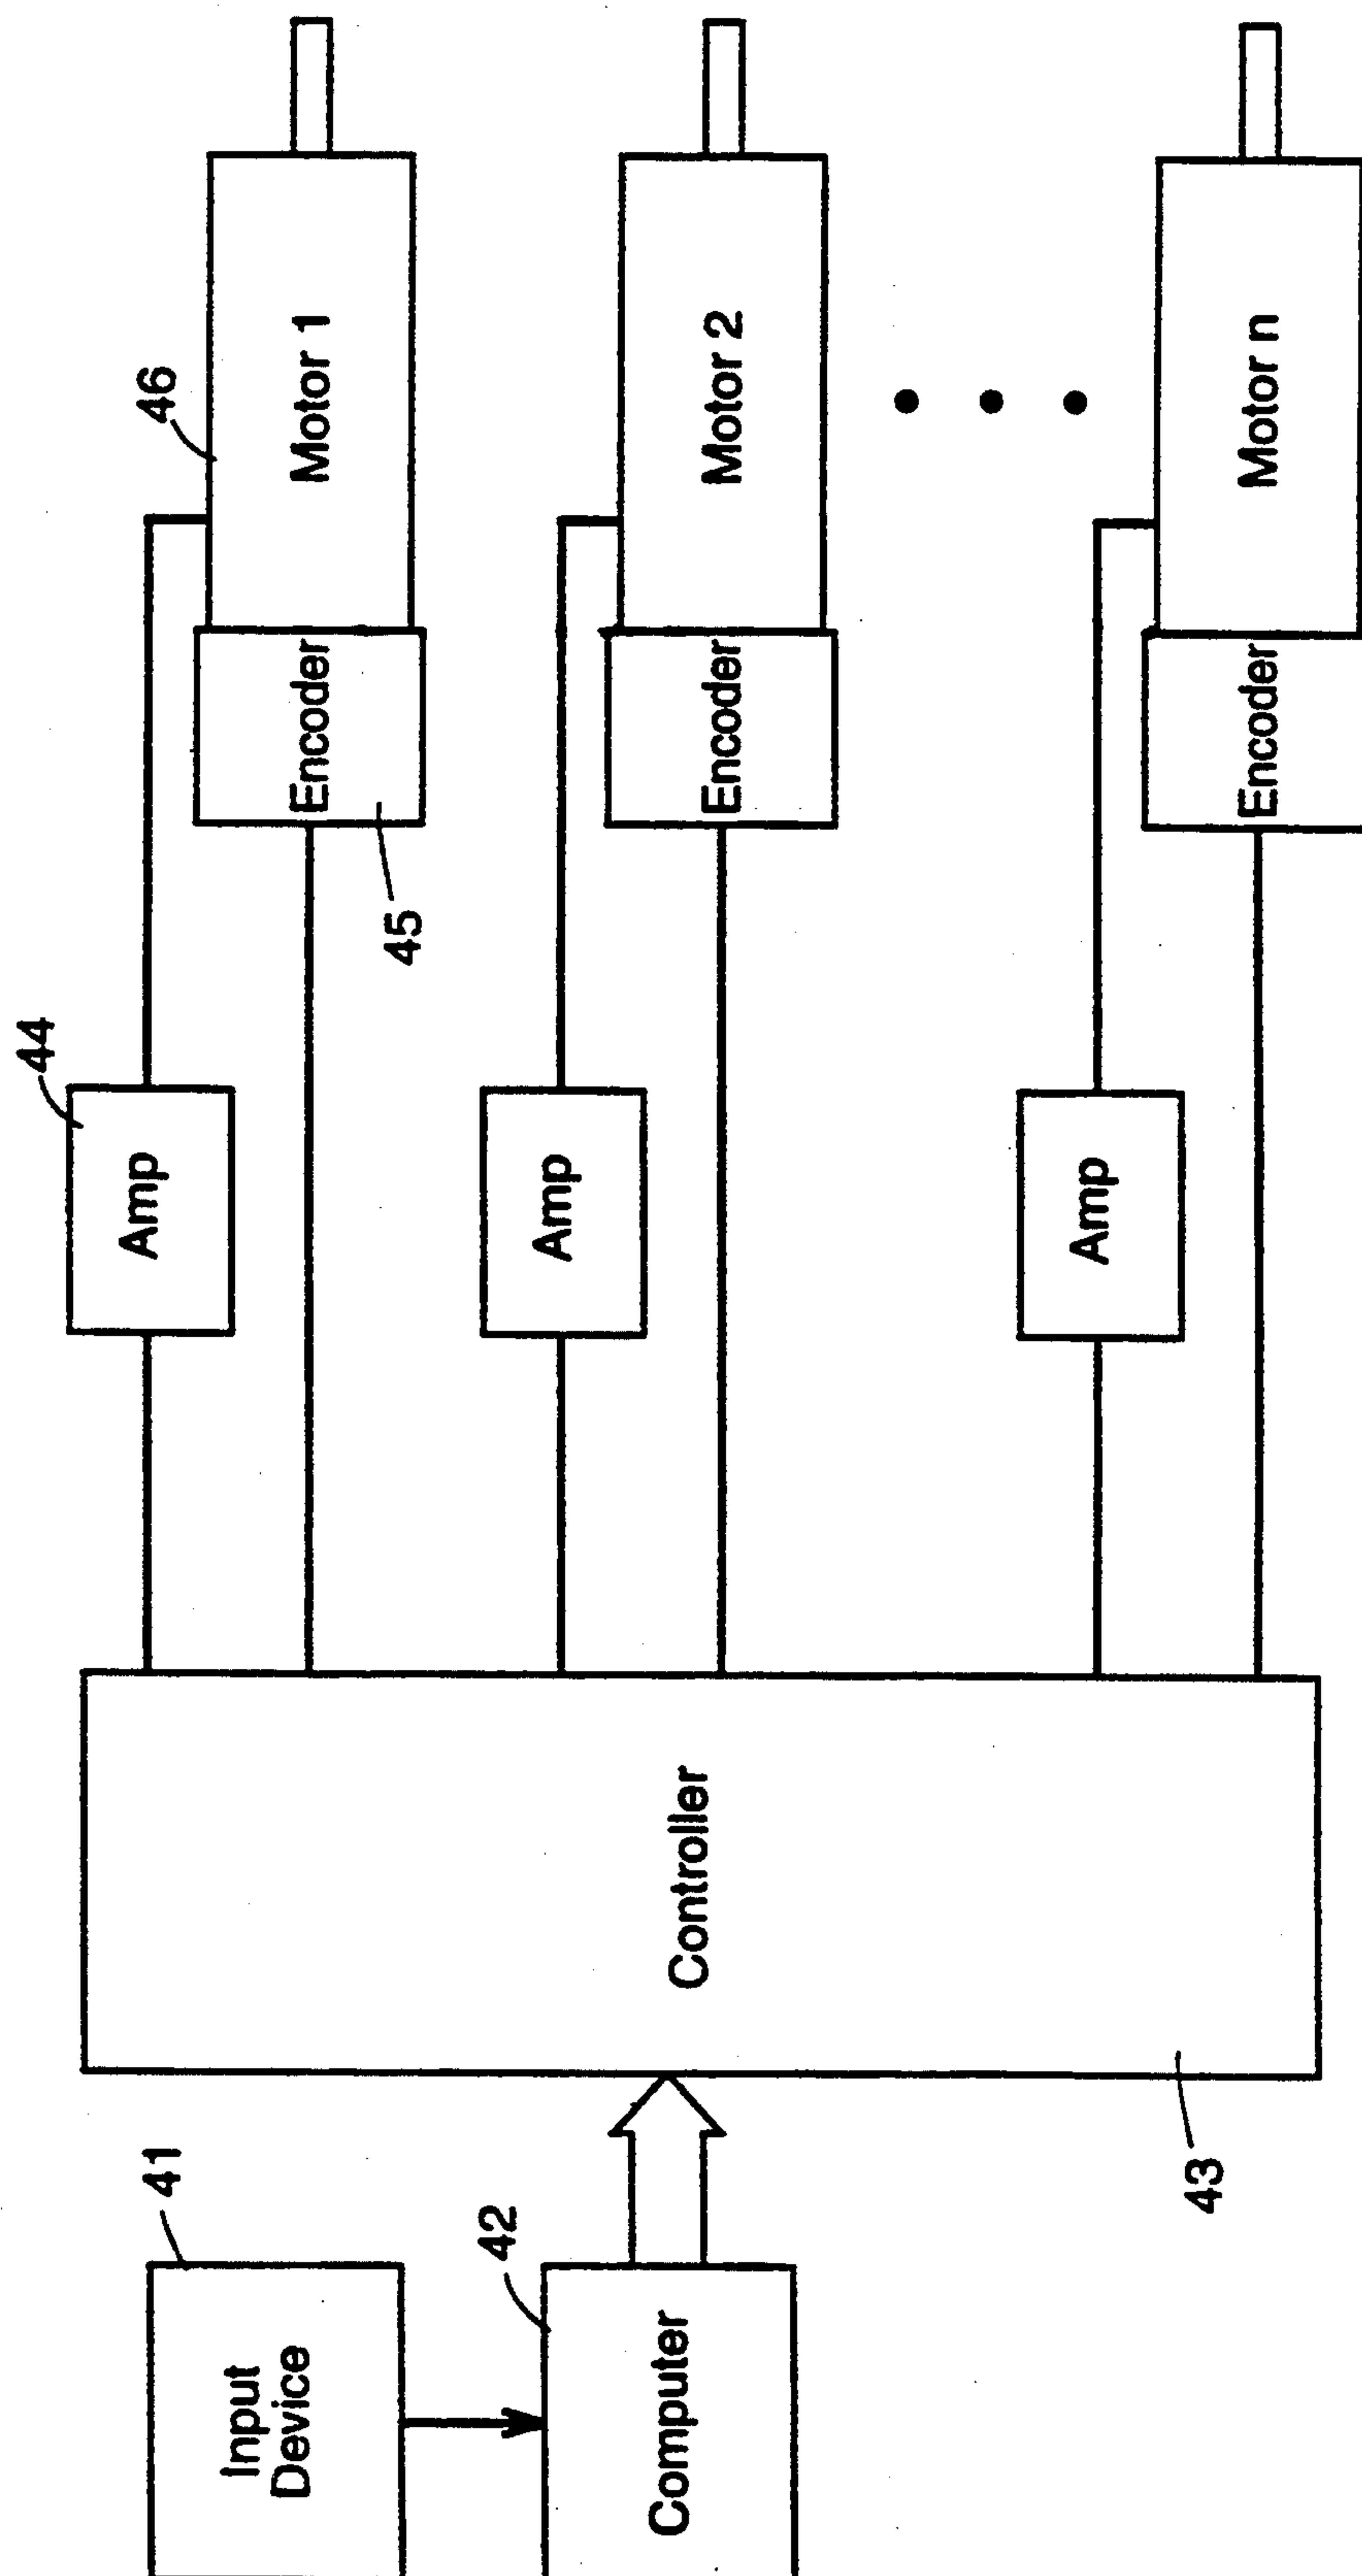 Input
Device
41
Computer
42
Controller
43
Amp
44
Encoder
45
Motor 1
46
Amp
Encoder
Motor 2
Amp
Encoder
Motor n